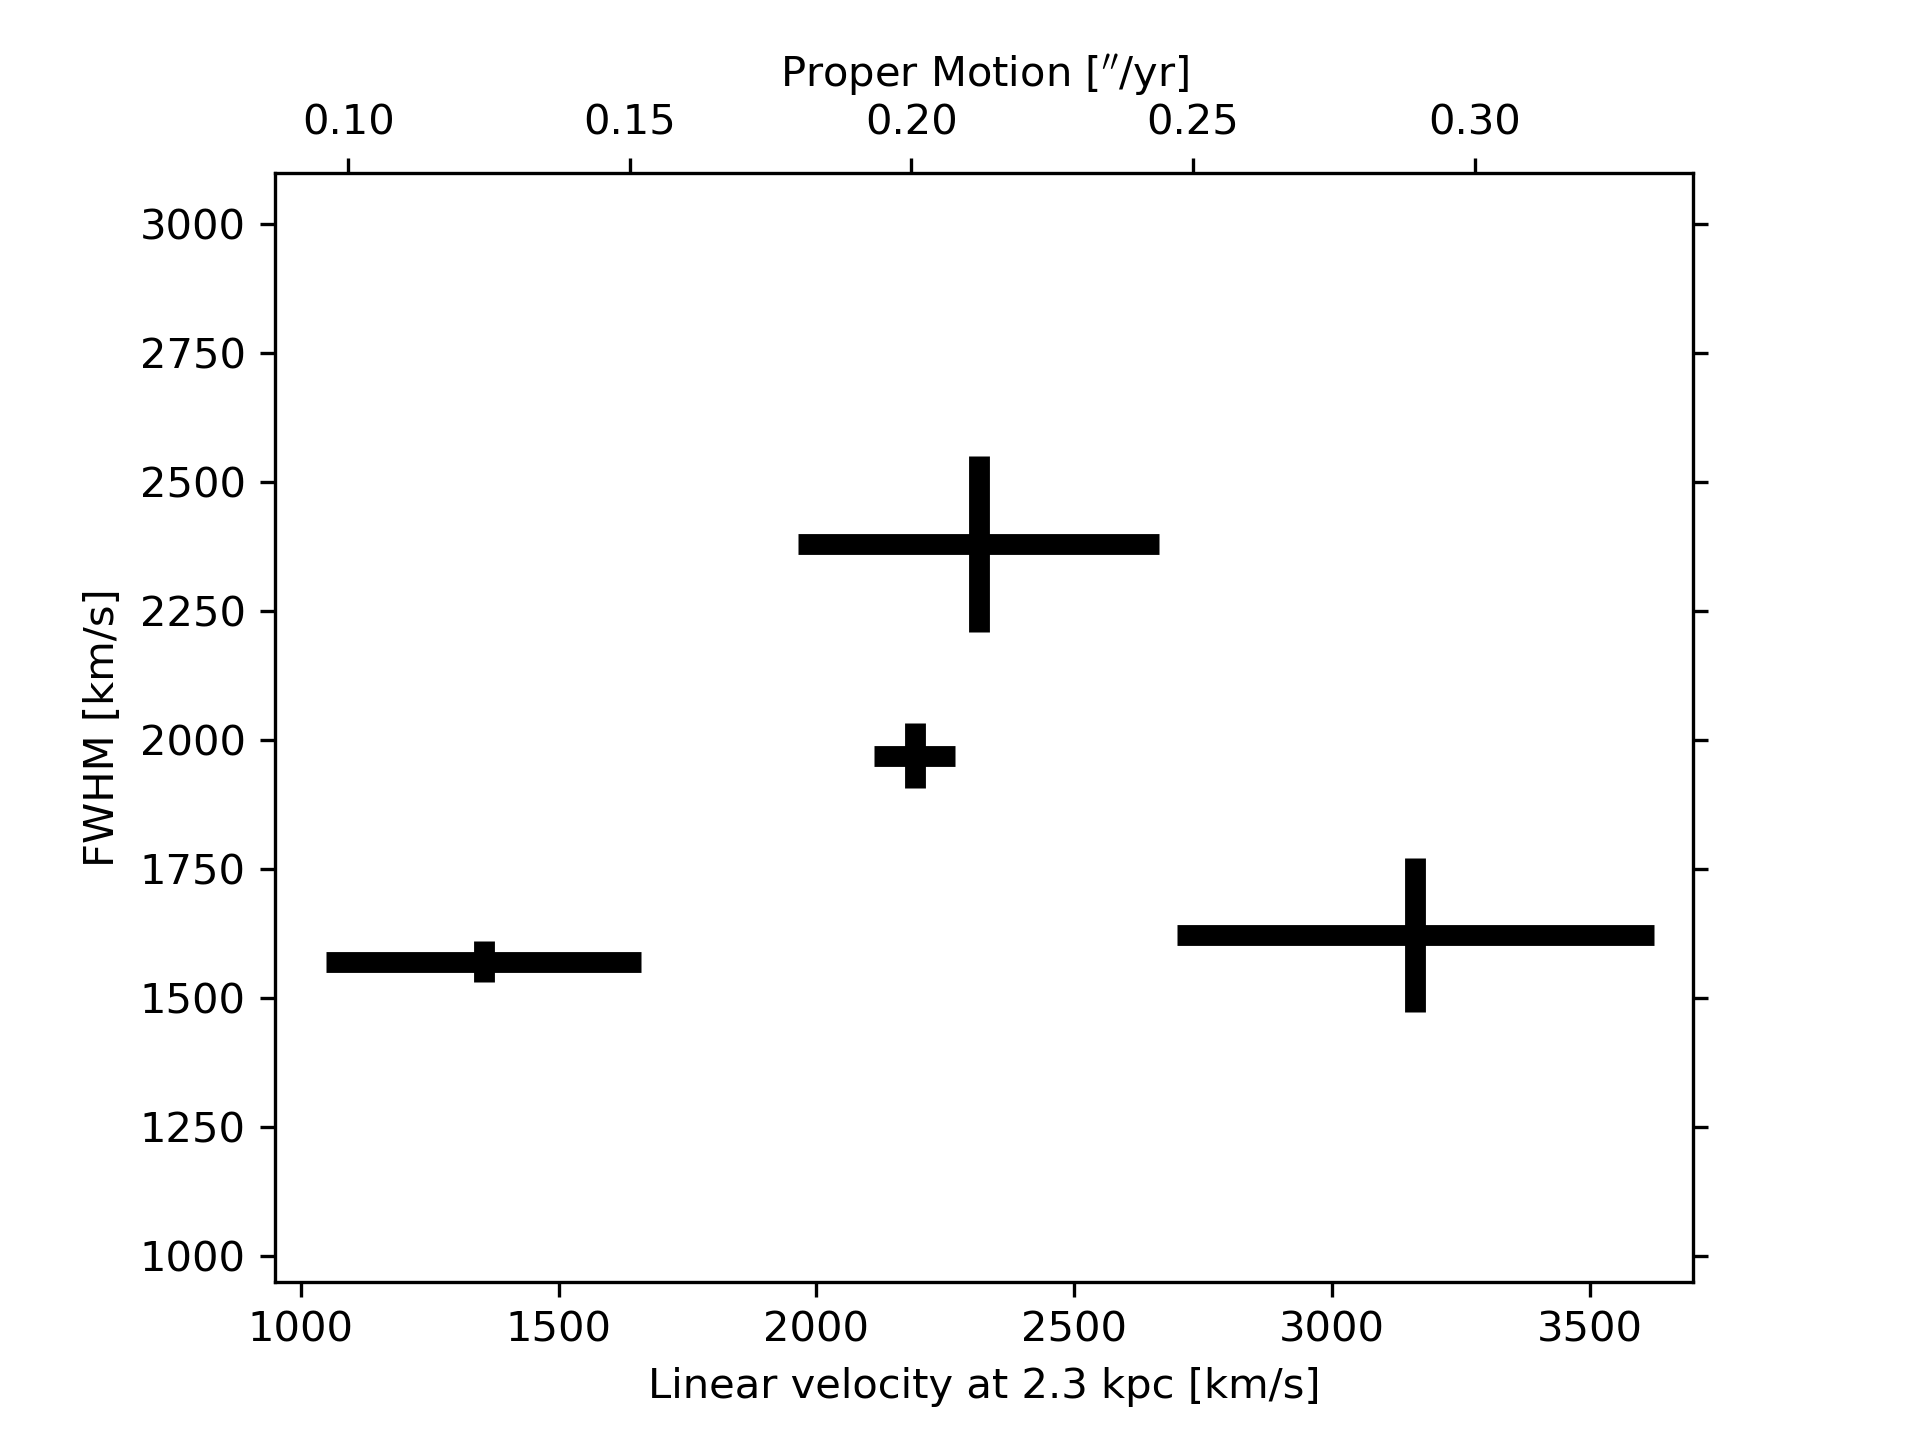 Proper Motion [″/yr]
0.10 0.15 0.20 0.25 0.30
3000
2750
2500
2250
2000
1750
1500
1250
1000
FWHM [km/s]
1000 1500 2000 2500 3000 3500
Linear velocity at 2.3 kpc [km/s]